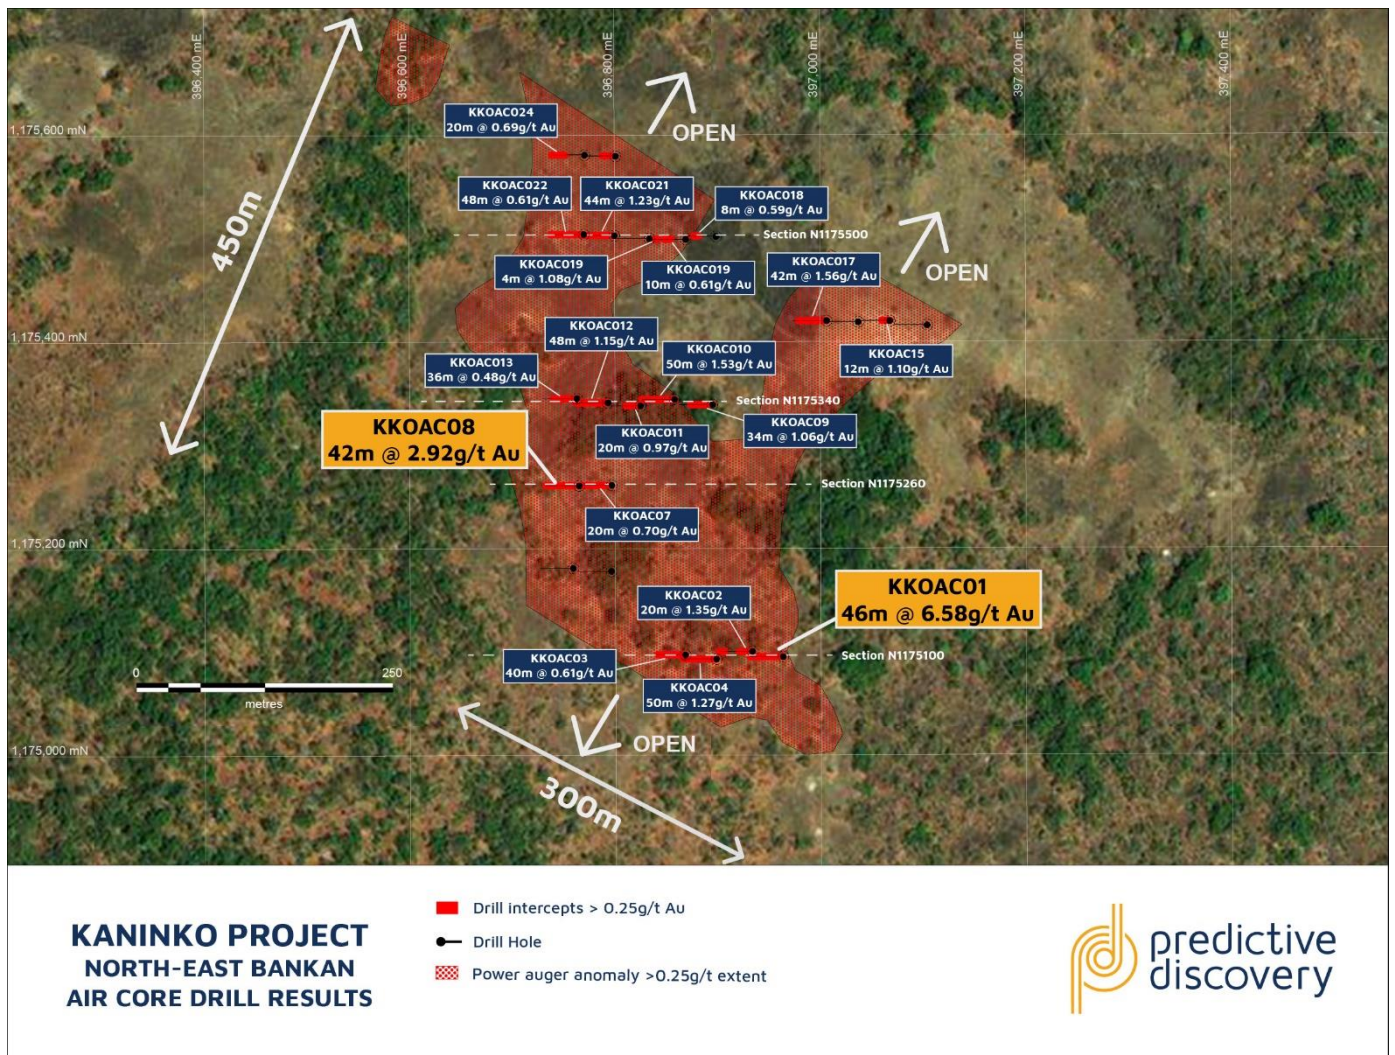 396,400 mE
396,600 mE
396,800 mE
397,000 mE
397,200 mE
397,400 mE
1,175,600 mN
1,175,400 mN
1,175,200 mN
1,175,000 mN
450m
OPEN
KKOAC024
20m @ 0.69g/t Au
KKOAC022
48m @ 0.61g/t Au
KKOAC021
44m @ 1.23g/t Au
KKOAC018
8m @ 0.59g/t Au
Section N1175500
KKOAC019
4m @ 1.08g/t Au
KKOAC019
10m @ 0.61g/t Au
KKOAC017
42m @ 1.56g/t Au
OPEN
KKOAC012
48m @ 1.15g/t Au
KKOAC010
50m @ 1.53g/t Au
KKOAC15
12m @ 1.10g/t Au
KKOAC013
36m @ 0.48g/t Au
Section N1175340
KKOAC08
42m @ 2.92g/t Au
KKOAC011
20m @ 0.97g/t Au
KKOAC09
34m @ 1.06g/t Au
Section N1175260
KKOAC07
20m @ 0.70g/t Au
KKOAC01
46m @ 6.58g/t Au
KKOAC02
20m @ 1.35g/t Au
Section N1175100
KKOAC03
40m @ 0.61g/t Au
KKOAC04
50m @ 1.27g/t Au
0
250
metres
OPEN
300m
KANINKO PROJECT
NORTH-EAST BANKAN
AIR CORE DRILL RESULTS
Drill intercepts > 0.25g/t Au
Drill Hole
Power auger anomaly >0.25g/t extent
predictive
discovery